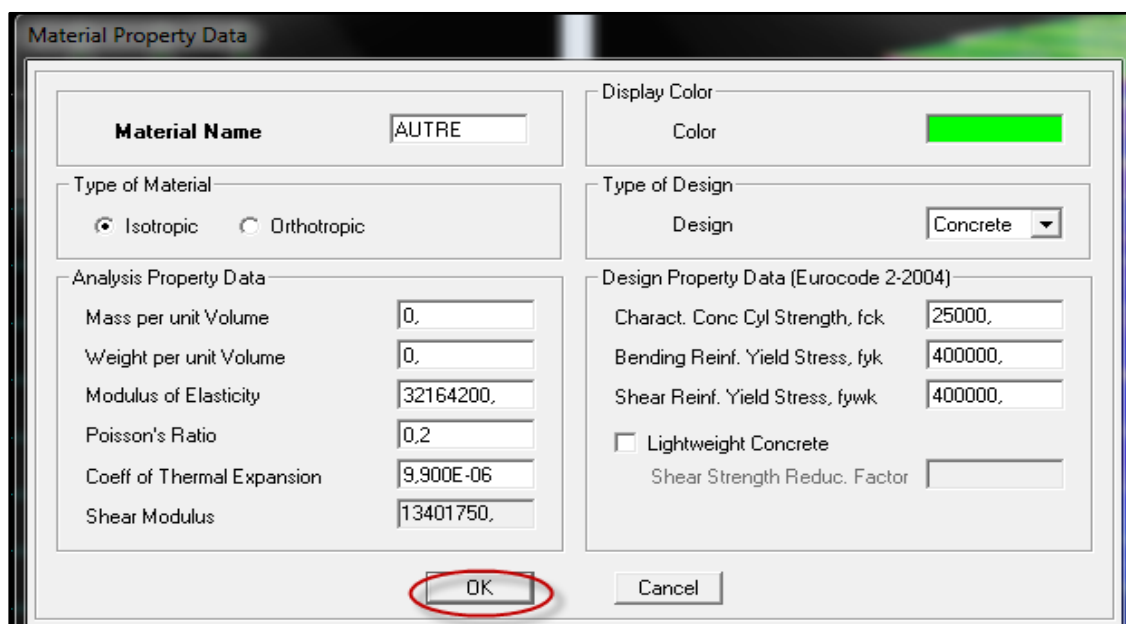 Material Property Data
Material Name AUTRE
Display Color
Color
Type of Material
Isotropic Orthotropic
Type of Design
Design Concrete
Analysis Property Data
Mass per unit Volume 0,
Weight per unit Volume 0,
Modulus of Elasticity 32164200,
Poisson's Ratio 0,2
Coeff of Thermal Expansion 9,900E-06
Shear Modulus 13401750,
Design Property Data (Eurocode 2-2004)
Charact. Conc Cyl Strength, fck 25000,
Bending Reinf. Yield Stress, fyk 400000,
Shear Reinf. Yield Stress, fywk 400000,
Lightweight Concrete
Shear Strength Reduc. Factor
OK Cancel